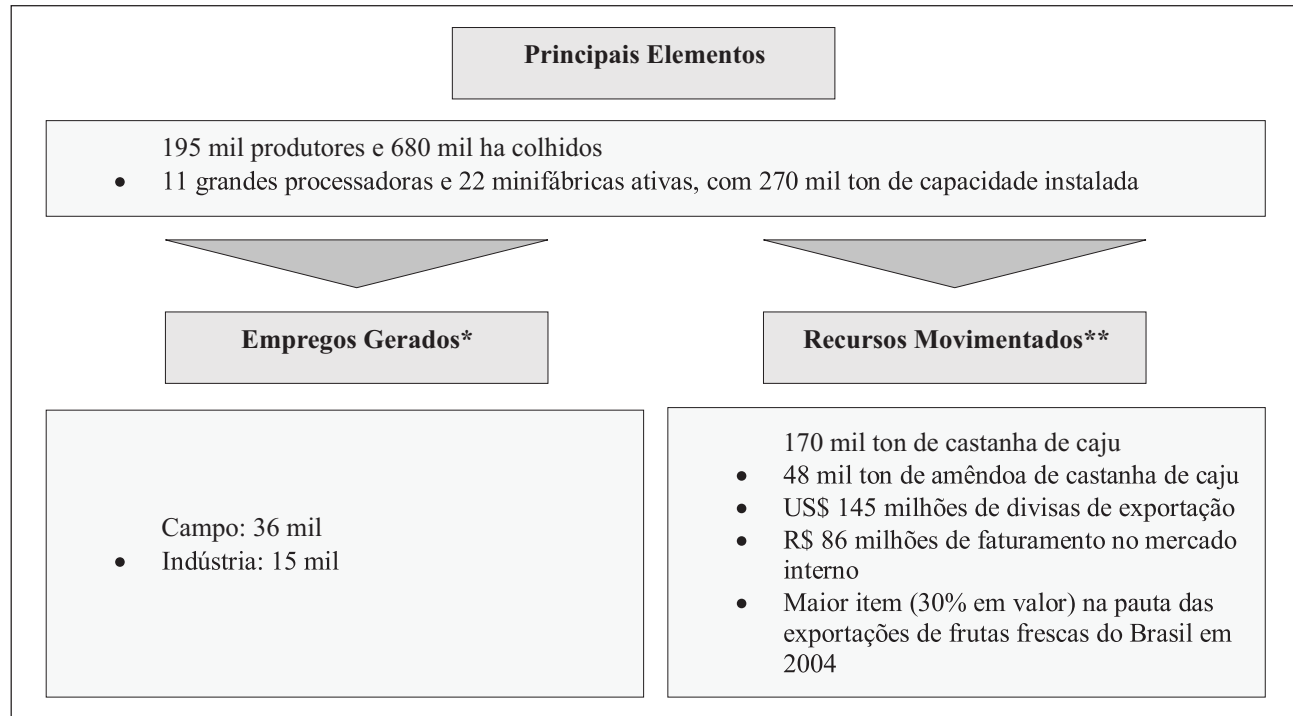 Principais Elementos
195 mil produtores e 680 mil ha colhidos
• 11 grandes processadoras e 22 minifábricas ativas, com 270 mil ton de capacidade instalada
Empregos Gerados*
Recursos Movimentados**
Campo: 36 mil
• Indústria: 15 mil
170 mil ton de castanha de caju
• 48 mil ton de amêndoa de castanha de caju
• US$ 145 milhões de divisas de exportação
• R$ 86 milhões de faturamento no mercado
interno
• Maior item (30% em valor) na pauta das
exportações de frutas frescas do Brasil em
2004